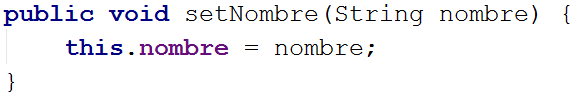 public void setNombre(String nombre) {
    this.nombre = nombre;
}